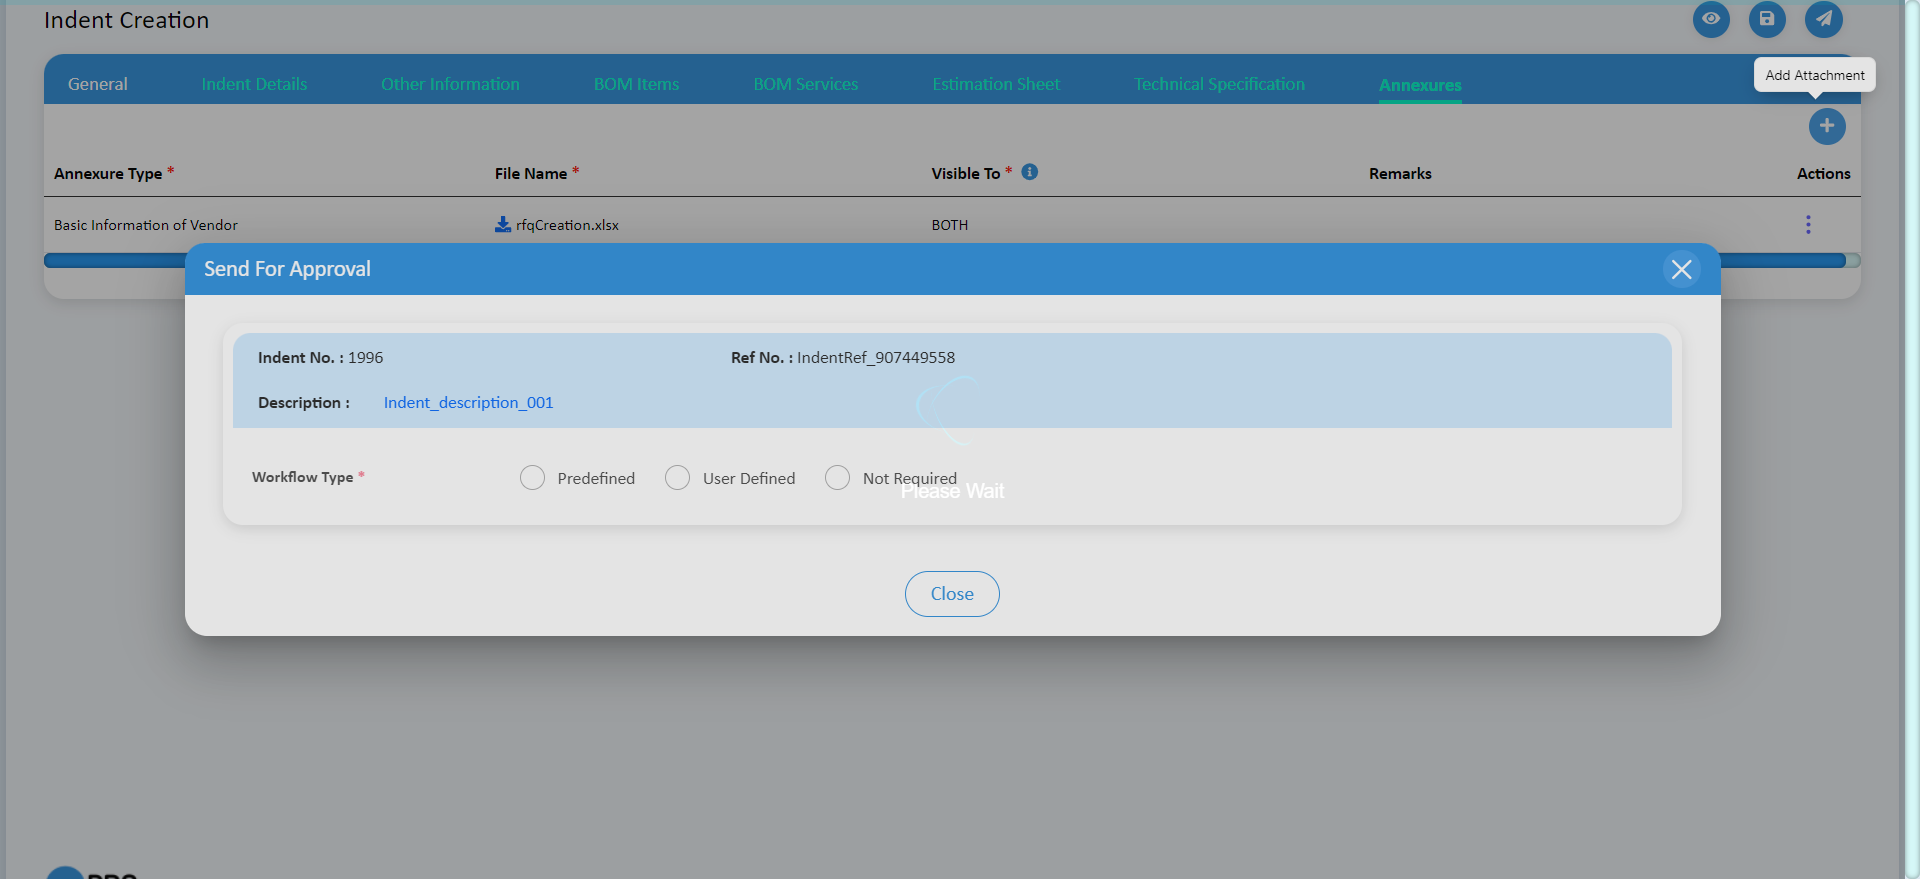 Indent Creation
General Indent Details Other Information BOM Items BOM Services Estimation Sheet Technical Specification Annexures
Add Attachment
Annexure Type * File Name * Visible To * Remarks Actions
Basic Information of Vendor rfqCreation.xlsx BOTH
Send For Approval
Indent No. : 1996 Ref No. : IndentRef_907449558
Description : Indent_description_001
Workflow Type * Predefined User Defined Not Required
Please Wait
Close